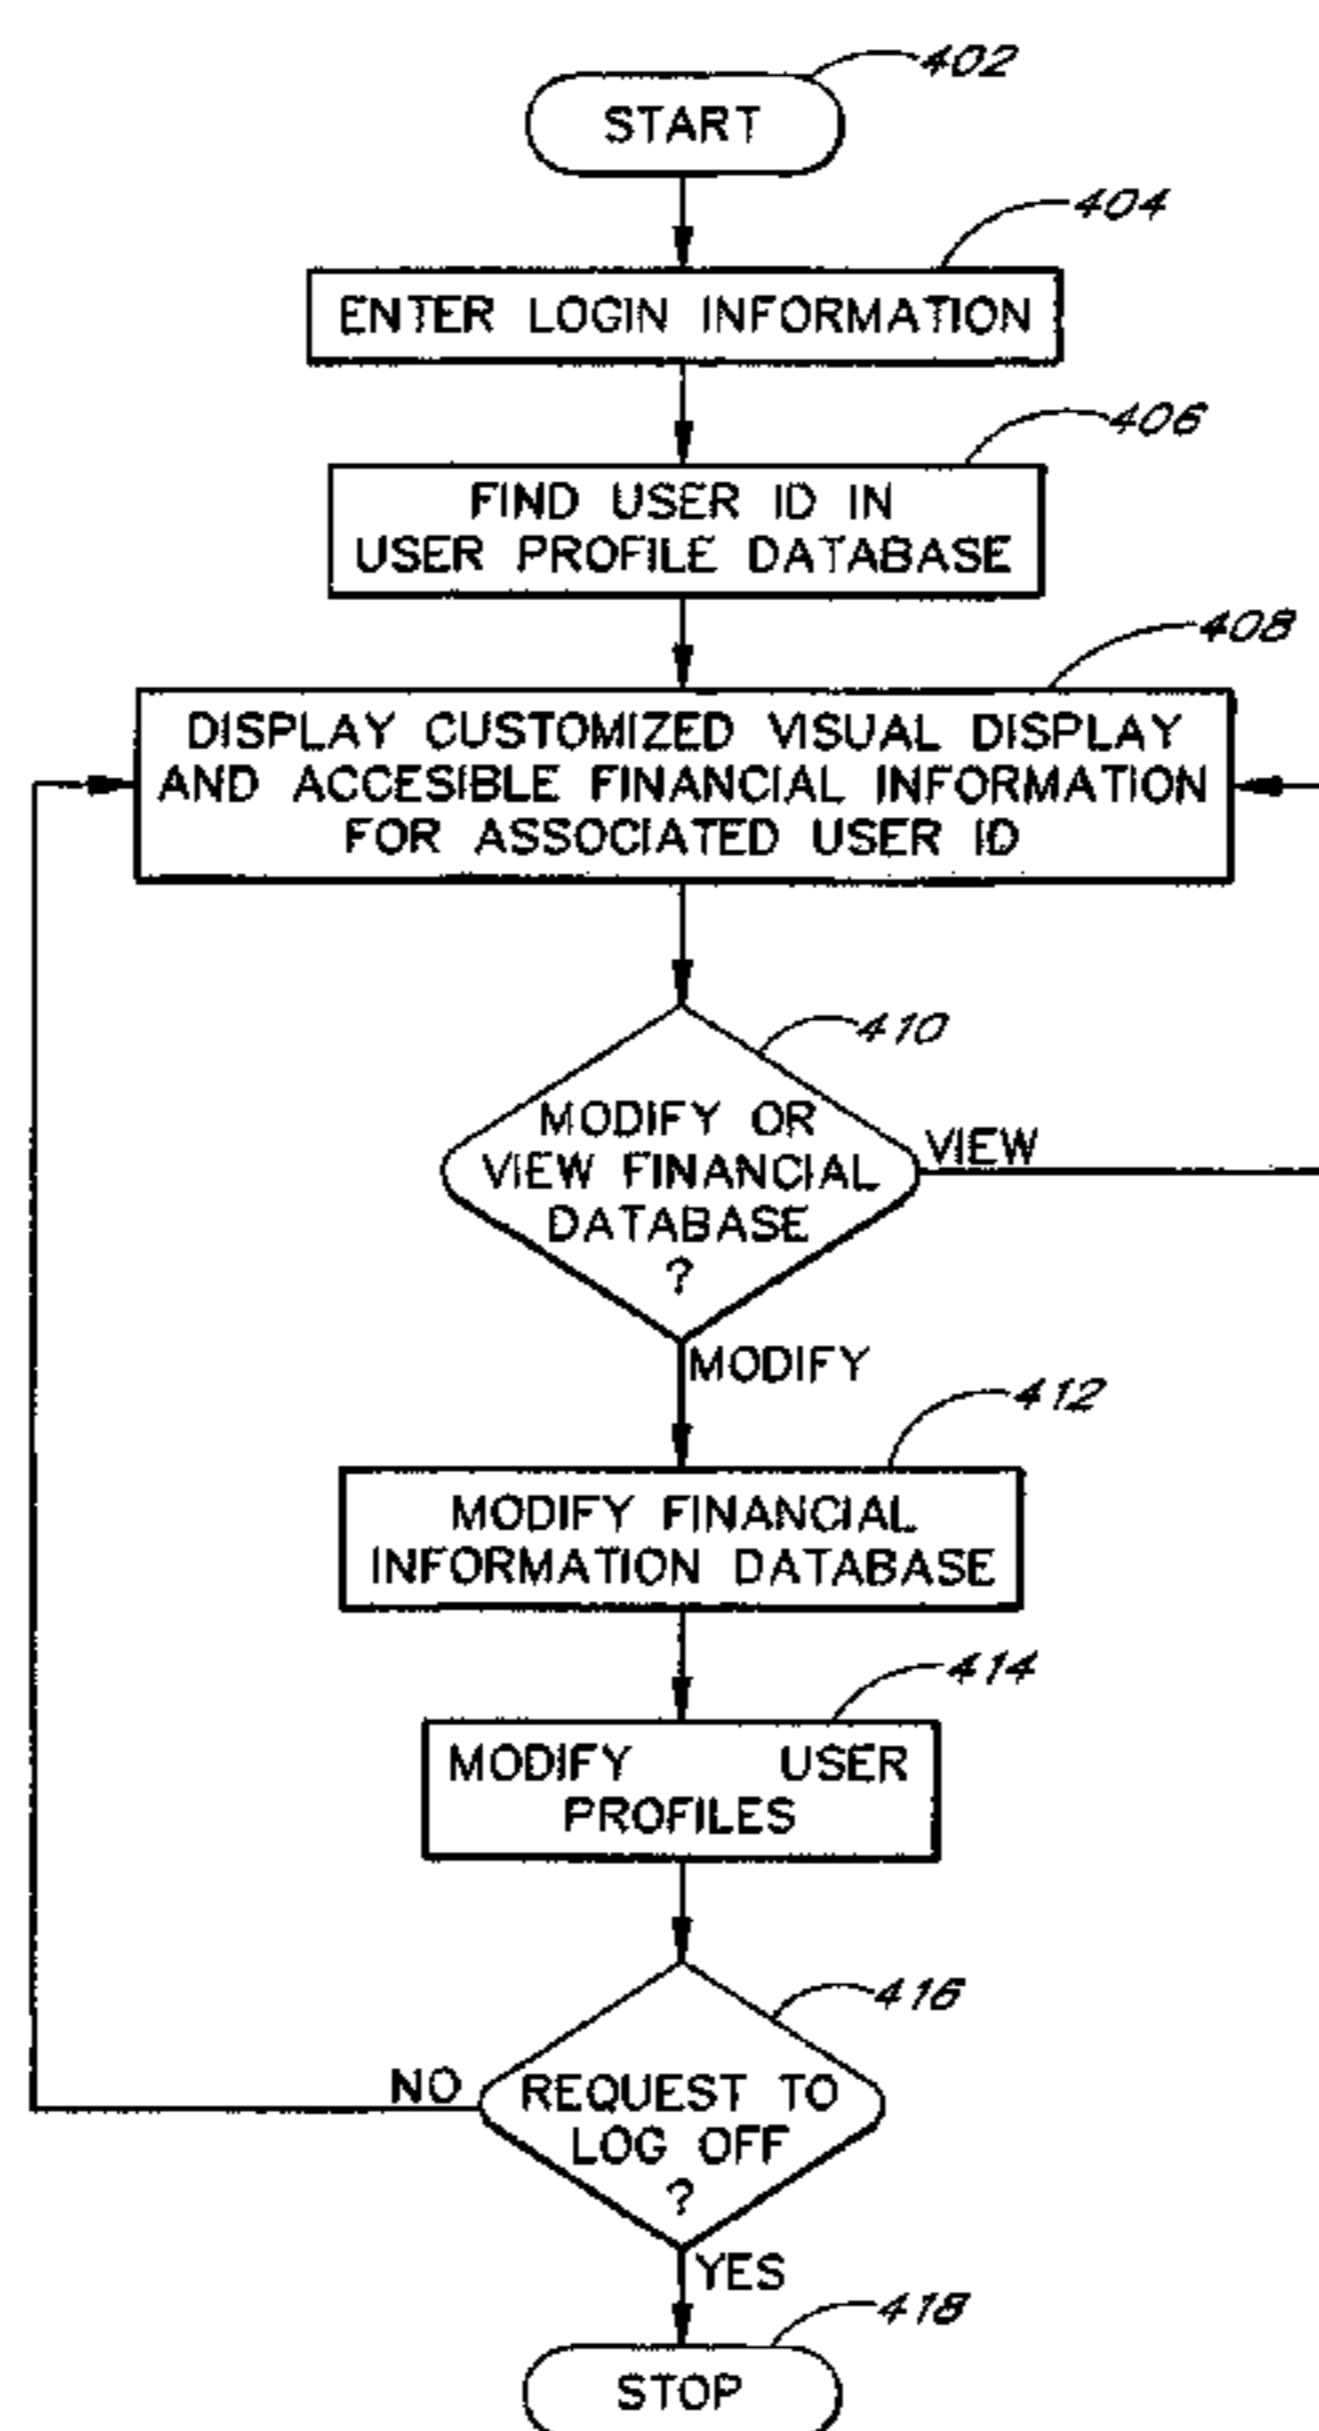 402
START
404
ENTER LOGIN INFORMATION
406
FIND USER ID IN
USER PROFILE DATABASE
408
DISPLAY CUSTOMIZED VISUAL DISPLAY
AND ACCESIBLE FINANCIAL INFORMATION
FOR ASSOCIATED USER ID
410
MODIFY OR
VIEW FINANCIAL
DATABASE
?
VIEW
MODIFY
412
MODIFY FINANCIAL
INFORMATION DATABASE
414
MODIFY USER
PROFILES
416
NO
REQUEST TO
LOG OFF
?
YES
418
STOP